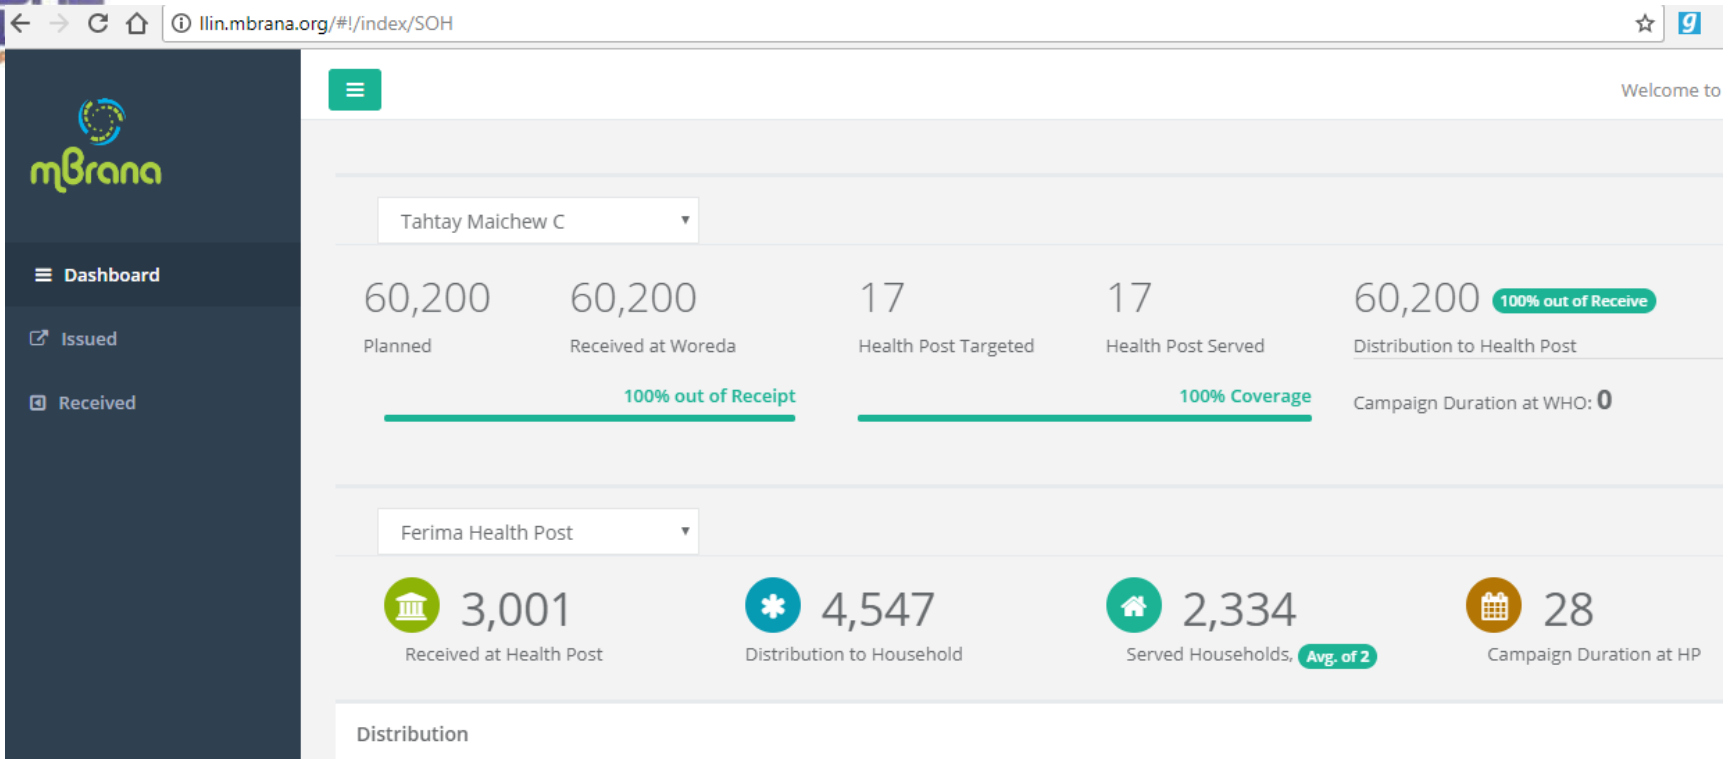 llin.mbrana.org/#!/index/SOH
g
Welcome to
mBrana
Tahtay Maichew C
Dashboard
Issued
Received
60,200
Planned
60,200
Received at Woreda
100% out of Receipt
17
Health Post Targeted
17
Health Post Served
100% Coverage
60,200 100% out of Receive
Distribution to Health Post
Campaign Duration at WHO: 0
Ferima Health Post
3,001
Received at Health Post
4,547
Distribution to Household
2,334
Served Households, Avg. of 2
28
Campaign Duration at HP
Distribution